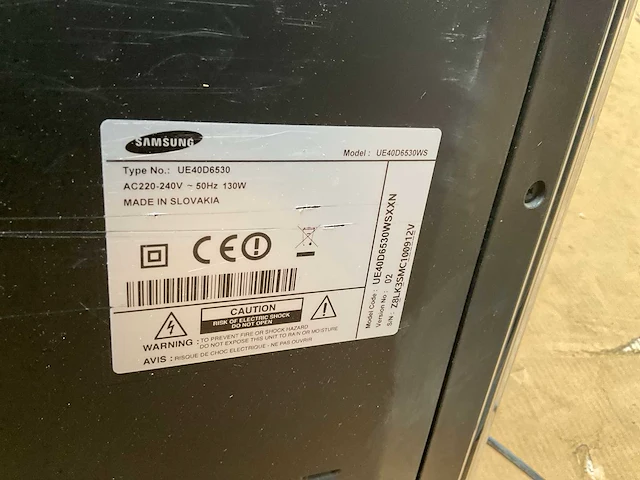 SAMSUNG
Model : UE40D6530WS
Type No.: UE40D6530
AC220-240V ~ 50Hz 130W
MADE IN SLOVAKIA
CE
CAUTION
RISK OF ELECTRIC SHOCK
DO NOT OPEN
WARNING : TO PREVENT FIRE OR SHOCK HAZARD
DO NOT EXPOSE THIS UNIT TO RAIN OR MOISTURE
AVIS : RISQUE DE CHOC ELECTRIQUE - NE PAS OUVRIR
Model Code : UE40D6530WSXXN
Version No : 02
S/N : Z8LK3SMC100912V